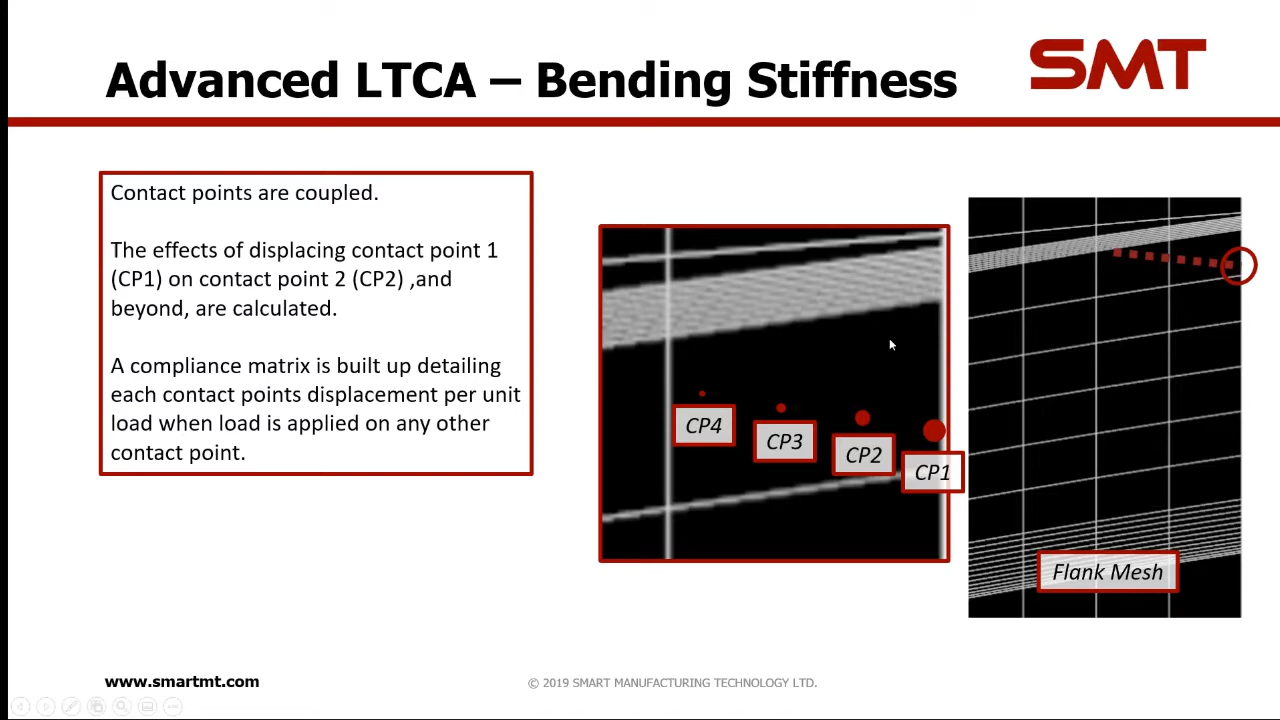 Advanced LTCA – Bending Stiffness
SMT
Contact points are coupled.
The effects of displacing contact point 1
(CP1) on contact point 2 (CP2) ,and
beyond, are calculated.
A compliance matrix is built up detailing
each contact points displacement per unit
load when load is applied on any other
contact point.
CP4
CP3
CP2
CP1
Flank Mesh
www.smartmt.com
© 2019 SMART MANUFACTURING TECHNOLOGY LTD.